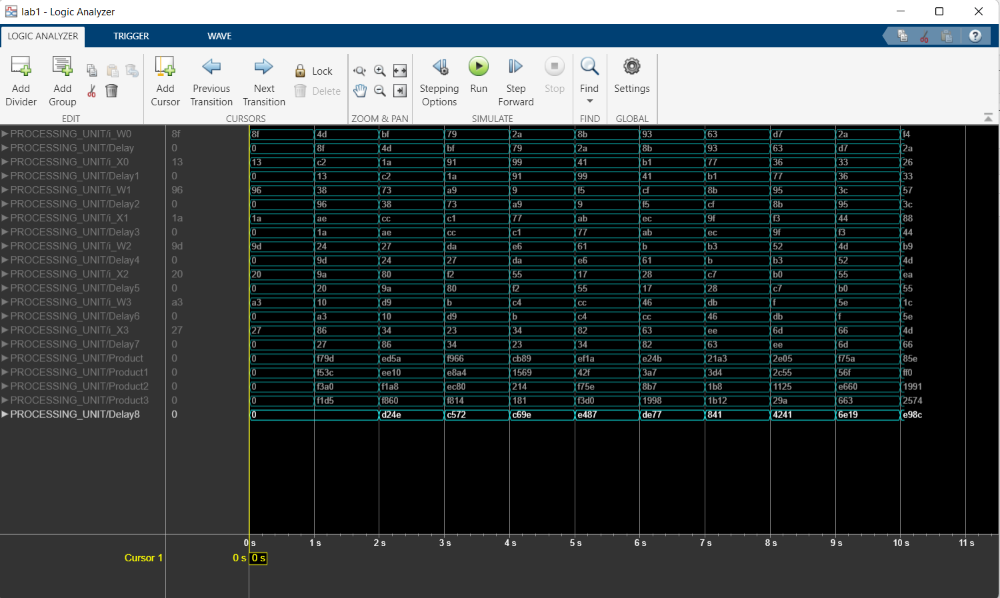 lab1 - Logic Analyzer
LOGIC ANALYZER TRIGGER WAVE
Add Divider
Add Group
EDIT
Add Cursor
Previous Transition
Next Transition
Lock
Delete
CURSORS
ZOOM & PAN
Stepping Options
Run
Step Forward
Stop
SIMULATE
Find
FIND
Settings
GLOBAL
PROCESSING_UNIT/i_W0 8f 8f 4d bf 79 2a 8b 93 63 d7 2a f4
PROCESSING_UNIT/Delay 0 0 8f 4d bf 79 2a 8b 93 63 d7 2a
PROCESSING_UNIT/i_X0 13 13 c2 1a 91 99 41 b1 77 36 33 26
PROCESSING_UNIT/Delay1 0 0 13 c2 1a 91 99 41 b1 77 36 33
PROCESSING_UNIT/i_W1 96 96 38 73 a9 9 f5 cf 8b 95 3c 57
PROCESSING_UNIT/Delay2 0 0 96 38 73 a9 9 f5 cf 8b 95 3c
PROCESSING_UNIT/i_X1 1a 1a ae cc c1 77 ab ec 9f f3 44 88
PROCESSING_UNIT/Delay3 0 0 1a ae cc c1 77 ab ec 9f f3 44
PROCESSING_UNIT/i_W2 9d 9d 24 27 da e6 61 b b3 52 4d b9
PROCESSING_UNIT/Delay4 0 0 9d 24 27 da e6 61 b b3 52 4d
PROCESSING_UNIT/i_X2 20 20 9a 80 f2 55 17 28 c7 b0 55 ea
PROCESSING_UNIT/Delay5 0 0 20 9a 80 f2 55 17 28 c7 b0 55
PROCESSING_UNIT/i_W3 a3 a3 10 d9 b c4 cc 46 db f 5e 1c
PROCESSING_UNIT/Delay6 0 0 a3 10 d9 b c4 cc 46 db f 5e
PROCESSING_UNIT/i_X3 27 27 86 34 23 34 82 63 ee 6d 66 4d
PROCESSING_UNIT/Delay7 0 0 27 86 34 23 34 82 63 ee 6d 66
PROCESSING_UNIT/Product 0 0 f79d ed5a f966 cb89 ef1a e24b 21a3 2e05 f75a 85e
PROCESSING_UNIT/Product1 0 0 f53c ee10 e8a4 1569 42f 3a7 3d4 2c55 56f ff0
PROCESSING_UNIT/Product2 0 0 f3a0 f1a8 ec80 214 f75e 8b7 1b8 1125 e660 1991
PROCESSING_UNIT/Product3 0 0 f1d5 f860 f814 181 f3d0 1998 1b12 29a 663 2574
PROCESSING_UNIT/Delay8 0 0 d24e c572 c69e e487 de77 841 4241 6e19 e98c
0 s 1 s 2 s 3 s 4 s 5 s 6 s 7 s 8 s 9 s 10 s 11 s
Cursor 1 0 s 0 s